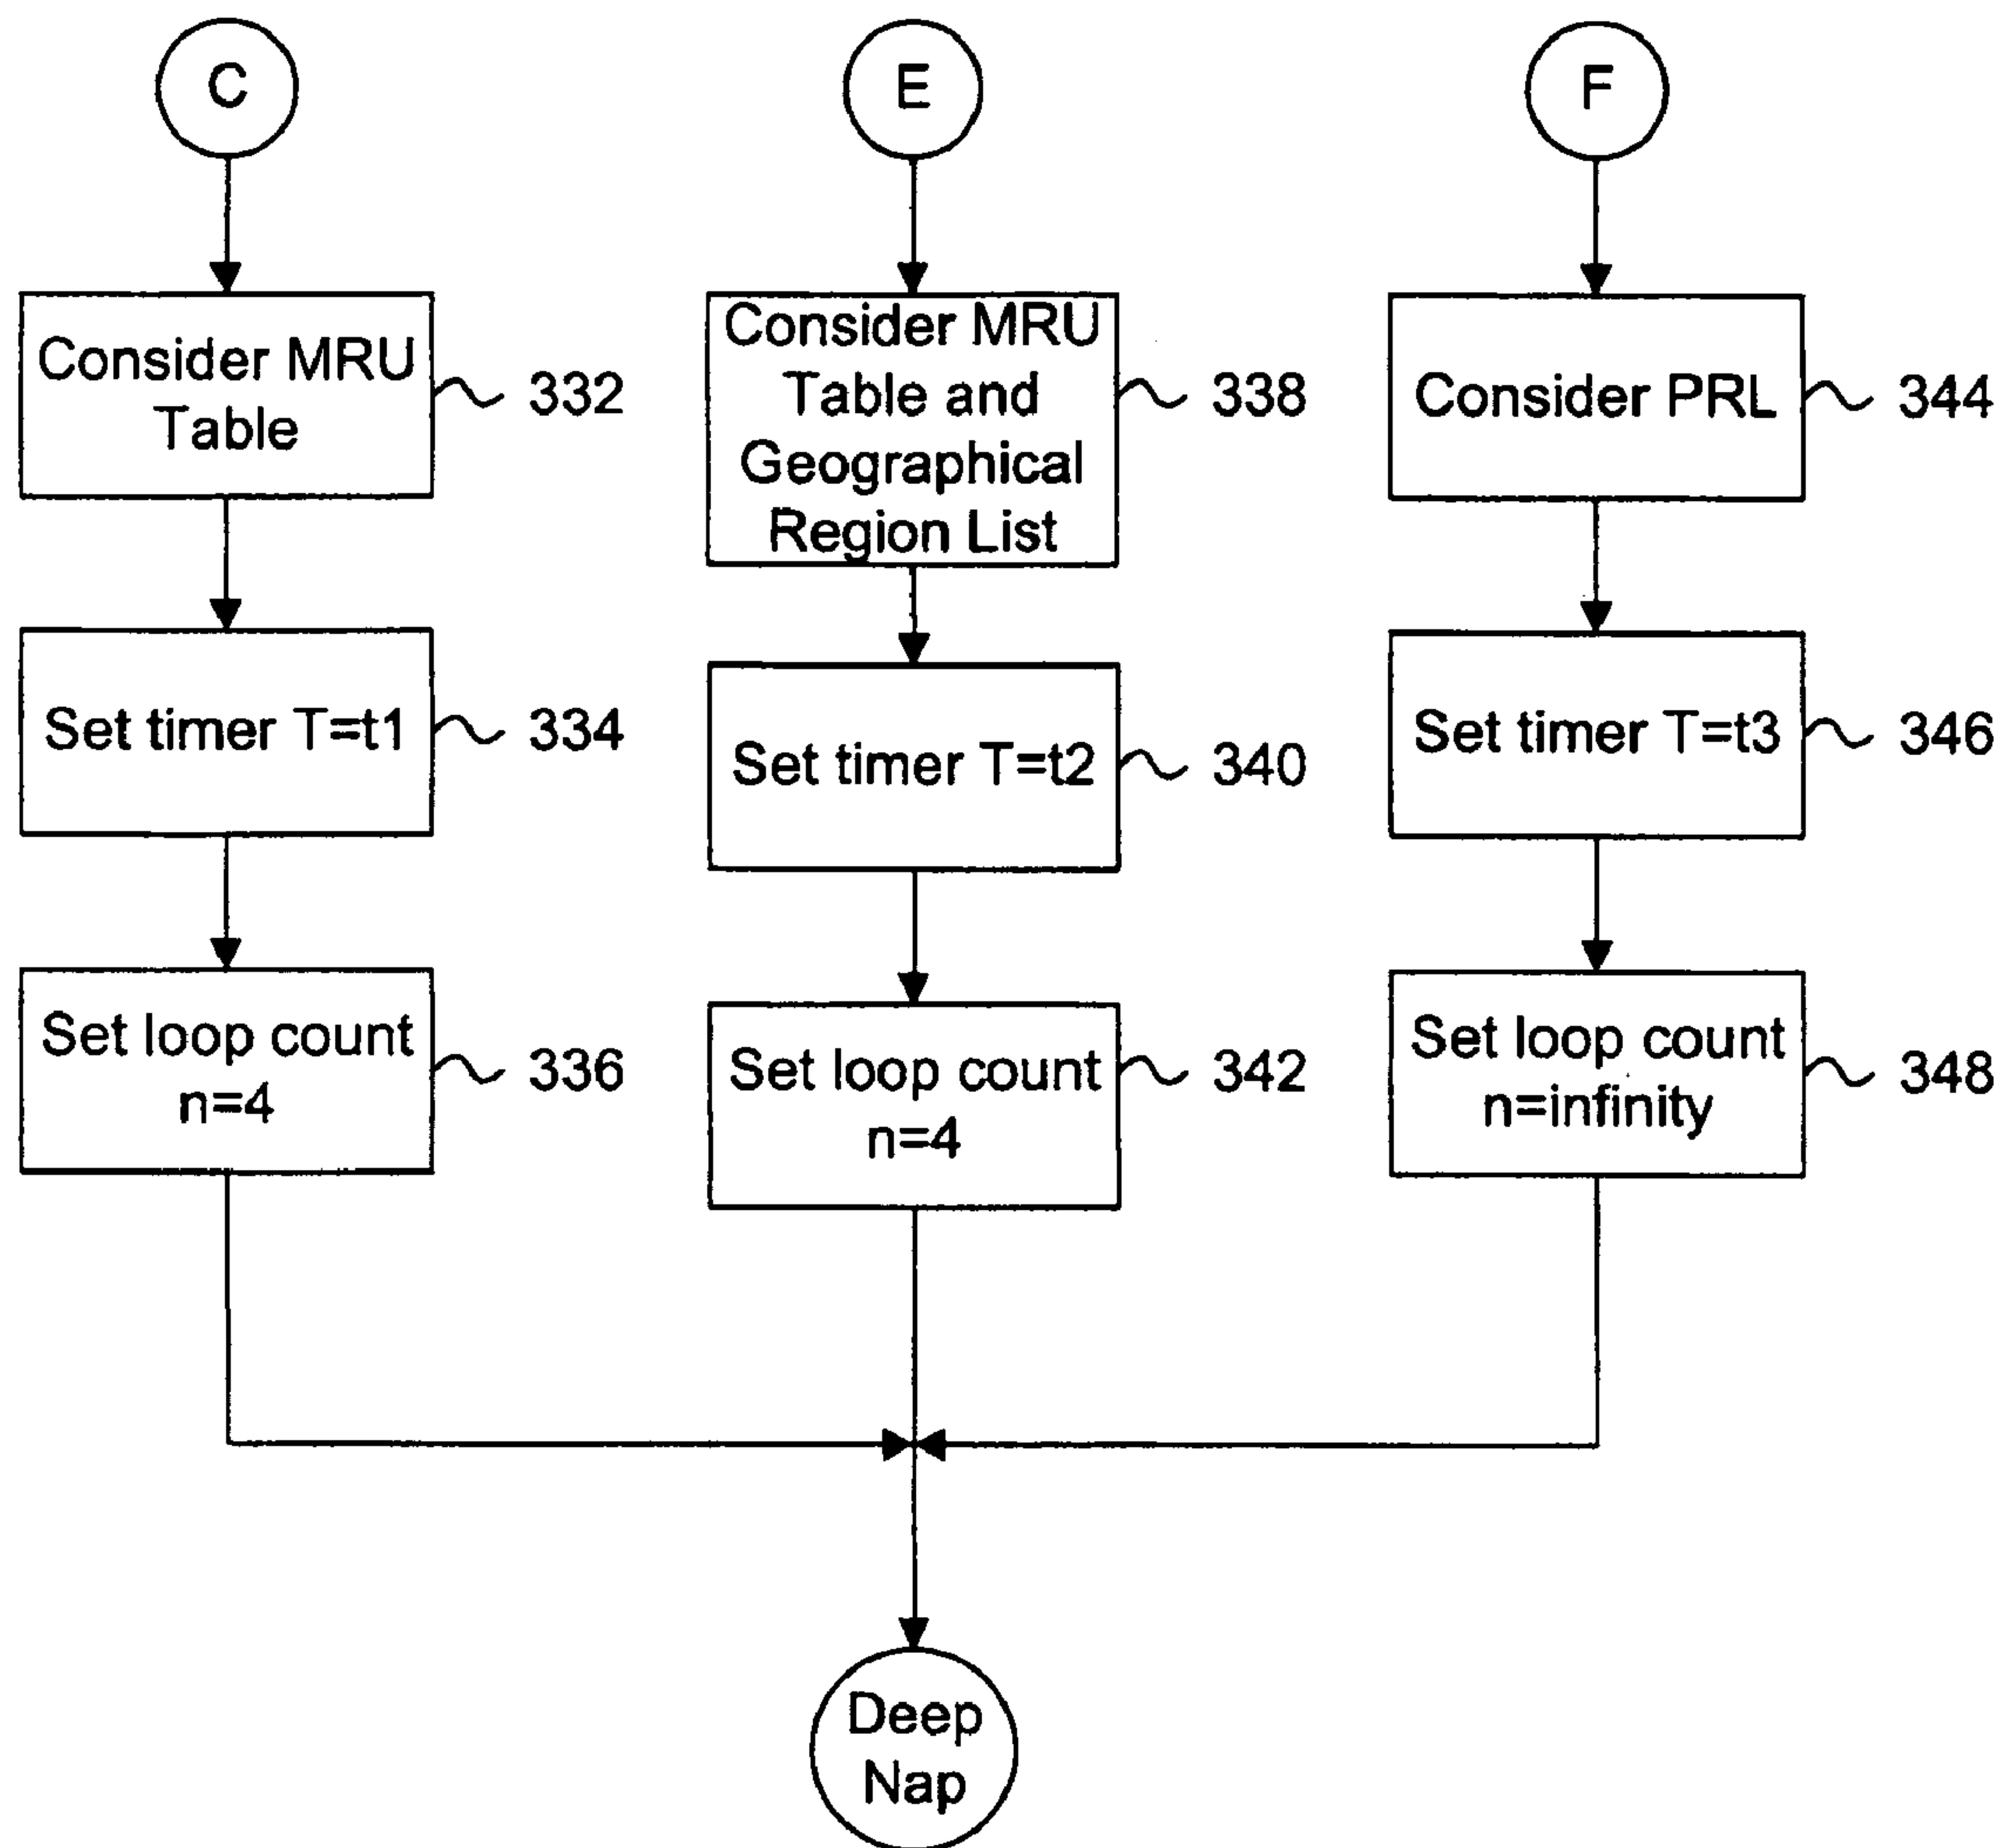 C
Consider MRU
Table
332
Set timer T=t1
334
Set loop count
n=4
336
E
Consider MRU
Table and
Geographical
Region List
338
Set timer T=t2
340
Set loop count
n=4
342
F
Consider PRL
344
Set timer T=t3
346
Set loop count
n=infinity
348
Deep
Nap